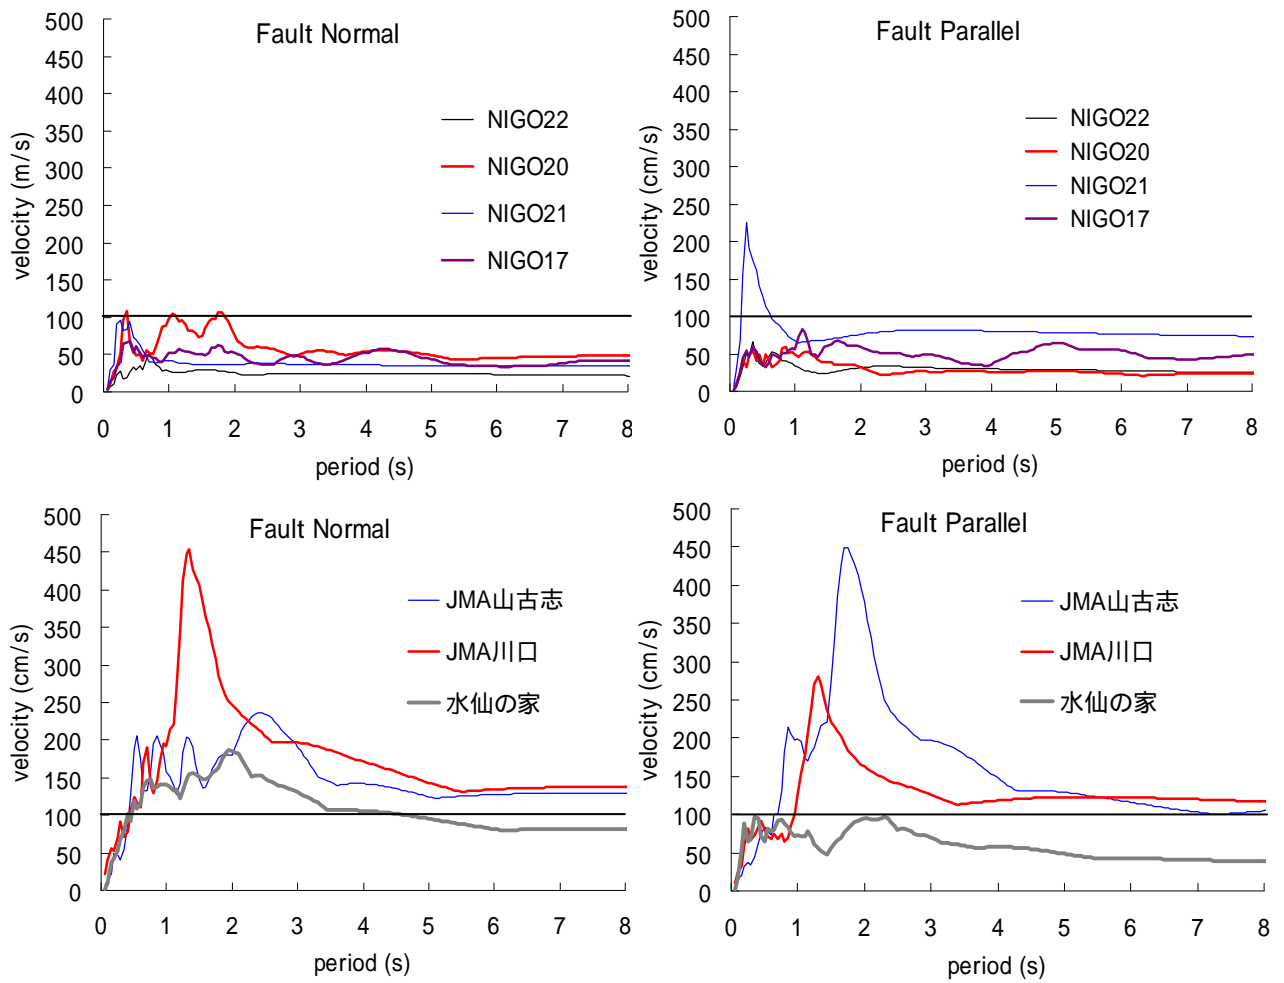 Fault Normal
velocity (m/s)
500
450
400
350
300
250
200
150
100
50
0
NIGO22
NIGO20
NIGO21
NIGO17
0 1 2 3 4 5 6 7 8
period (s)
Fault Parallel
velocity (cm/s)
500
450
400
350
300
250
200
150
100
50
0
NIGO22
NIGO20
NIGO21
NIGO17
0 1 2 3 4 5 6 7 8
period (s)
Fault Normal
velocity (cm/s)
500
450
400
350
300
250
200
150
100
50
0
JMA山古志
JMA川口
水仙の家
0 1 2 3 4 5 6 7 8
period (s)
Fault Parallel
velocity (cm/s)
500
450
400
350
300
250
200
150
100
50
0
JMA山古志
JMA川口
水仙の家
0 1 2 3 4 5 6 7 8
period (s)